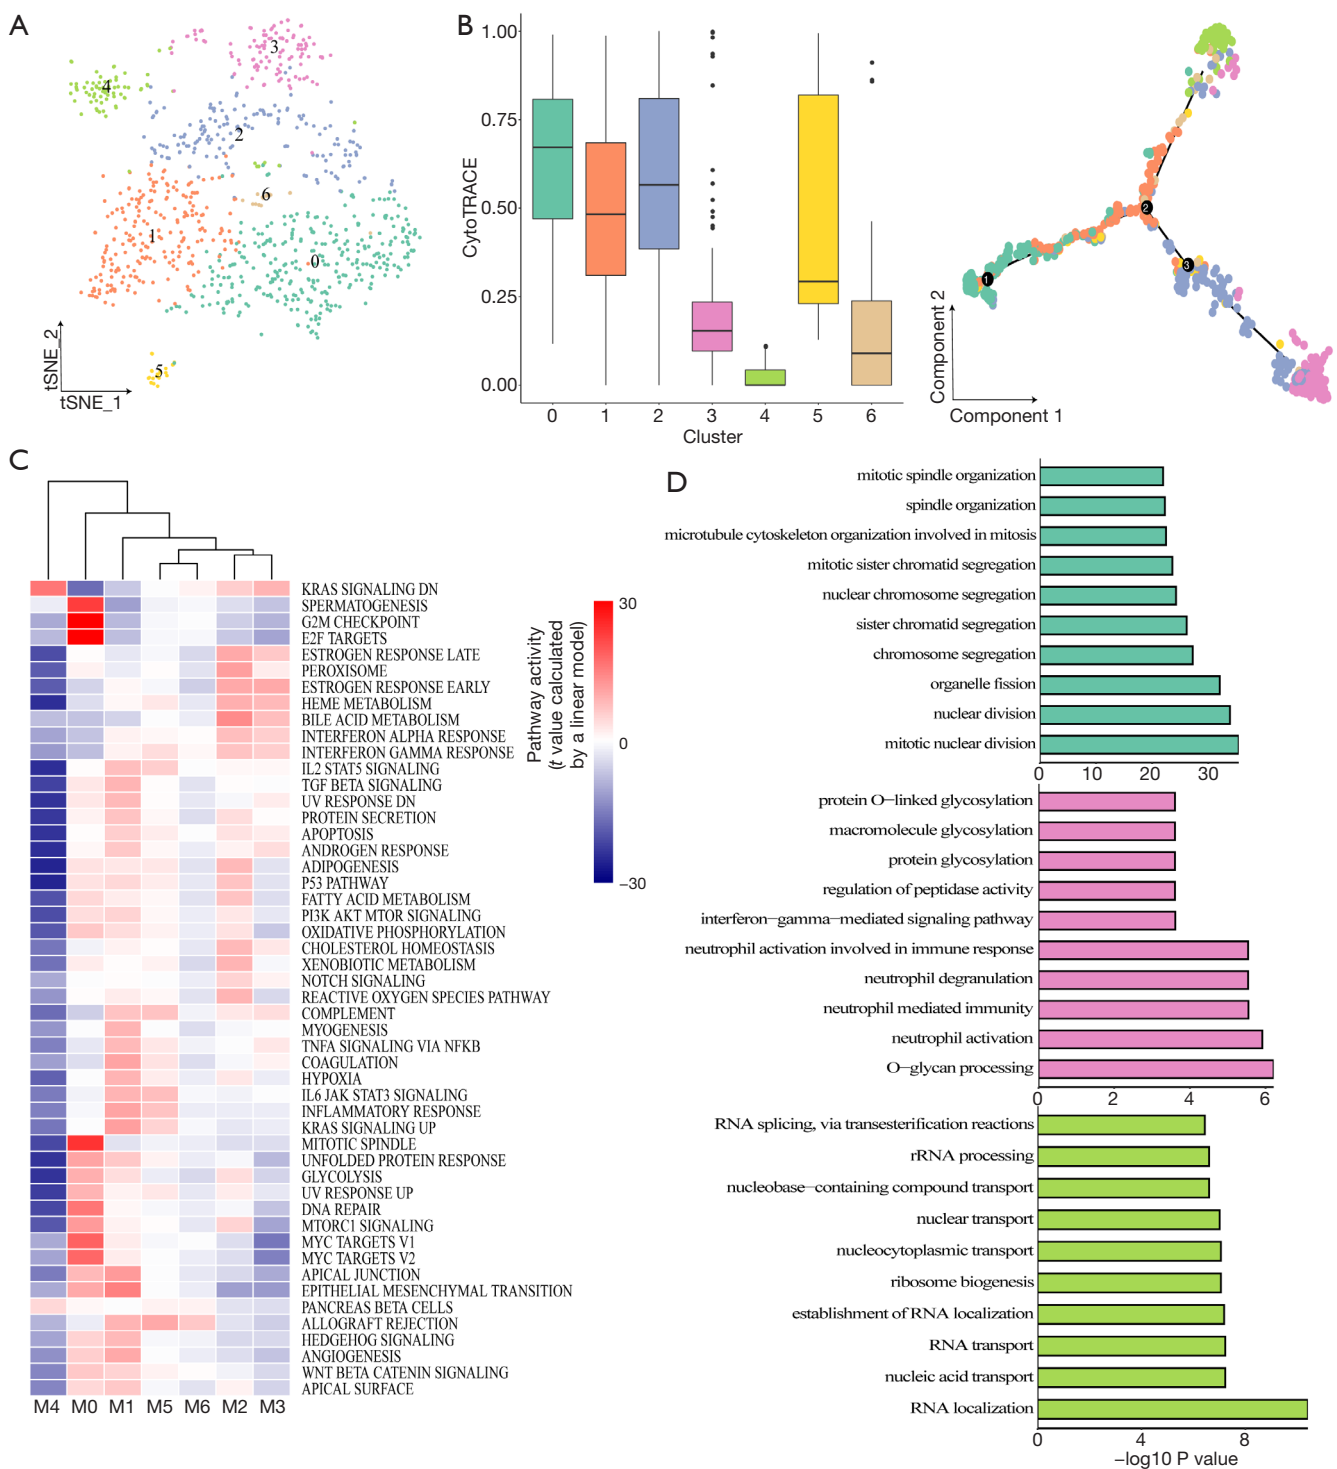 A
3
4
2
6
1
0
5
tSNE_2
tSNE_1
B
1.00
0.75
0.50
0.25
0.00
CytoTRACE
0
1
2
3
4
5
6
Cluster
1
2
3
Component 2
Component 1
C
KRAS SIGNALING DN
SPERMATOGENESIS
G2M CHECKPOINT
E2F TARGETS
ESTROGEN RESPONSE LATE
PEROXISOME
ESTROGEN RESPONSE EARLY
HEME METABOLISM
BILE ACID METABOLISM
INTERFERON ALPHA RESPONSE
INTERFERON GAMMA RESPONSE
IL2 STAT5 SIGNALING
TGF BETA SIGNALING
UV RESPONSE DN
PROTEIN SECRETION
APOPTOSIS
ANDROGEN RESPONSE
ADIPOGENESIS
P53 PATHWAY
FATTY ACID METABOLISM
PI3K AKT MTOR SIGNALING
OXIDATIVE PHOSPHORYLATION
CHOLESTEROL HOMEOSTASIS
XENOBIOTIC METABOLISM
NOTCH SIGNALING
REACTIVE OXYGEN SPECIES PATHWAY
COMPLEMENT
MYOGENESIS
TNFA SIGNALING VIA NFKB
COAGULATION
HYPOXIA
IL6 JAK STAT3 SIGNALING
INFLAMMATORY RESPONSE
KRAS SIGNALING UP
MITOTIC SPINDLE
UNFOLDED PROTEIN RESPONSE
GLYCOLYSIS
UV RESPONSE UP
DNA REPAIR
MTORC1 SIGNALING
MYC TARGETS V1
MYC TARGETS V2
APICAL JUNCTION
EPITHELIAL MESENCHYMAL TRANSITION
PANCREAS BETA CELLS
ALLOGRAFT REJECTION
HEDGEHOG SIGNALING
ANGIOGENESIS
WNT BETA CATENIN SIGNALING
APICAL SURFACE
M4 M0 M1 M5 M6 M2 M3
Pathway activity
(t value calculated
by a linear model)
30
0
−30
D
mitotic spindle organization
spindle organization
microtubule cytoskeleton organization involved in mitosis
mitotic sister chromatid segregation
nuclear chromosome segregation
sister chromatid segregation
chromosome segregation
organelle fission
nuclear division
mitotic nuclear division
0 10 20 30
protein O−linked glycosylation
macromolecule glycosylation
protein glycosylation
regulation of peptidase activity
interferon−gamma−mediated signaling pathway
neutrophil activation involved in immune response
neutrophil degranulation
neutrophil mediated immunity
neutrophil activation
O−glycan processing
0 2 4 6
RNA splicing, via transesterification reactions
rRNA processing
nucleobase−containing compound transport
nuclear transport
nucleocytoplasmic transport
ribosome biogenesis
establishment of RNA localization
RNA transport
nucleic acid transport
RNA localization
0 4 8
−log10 P value